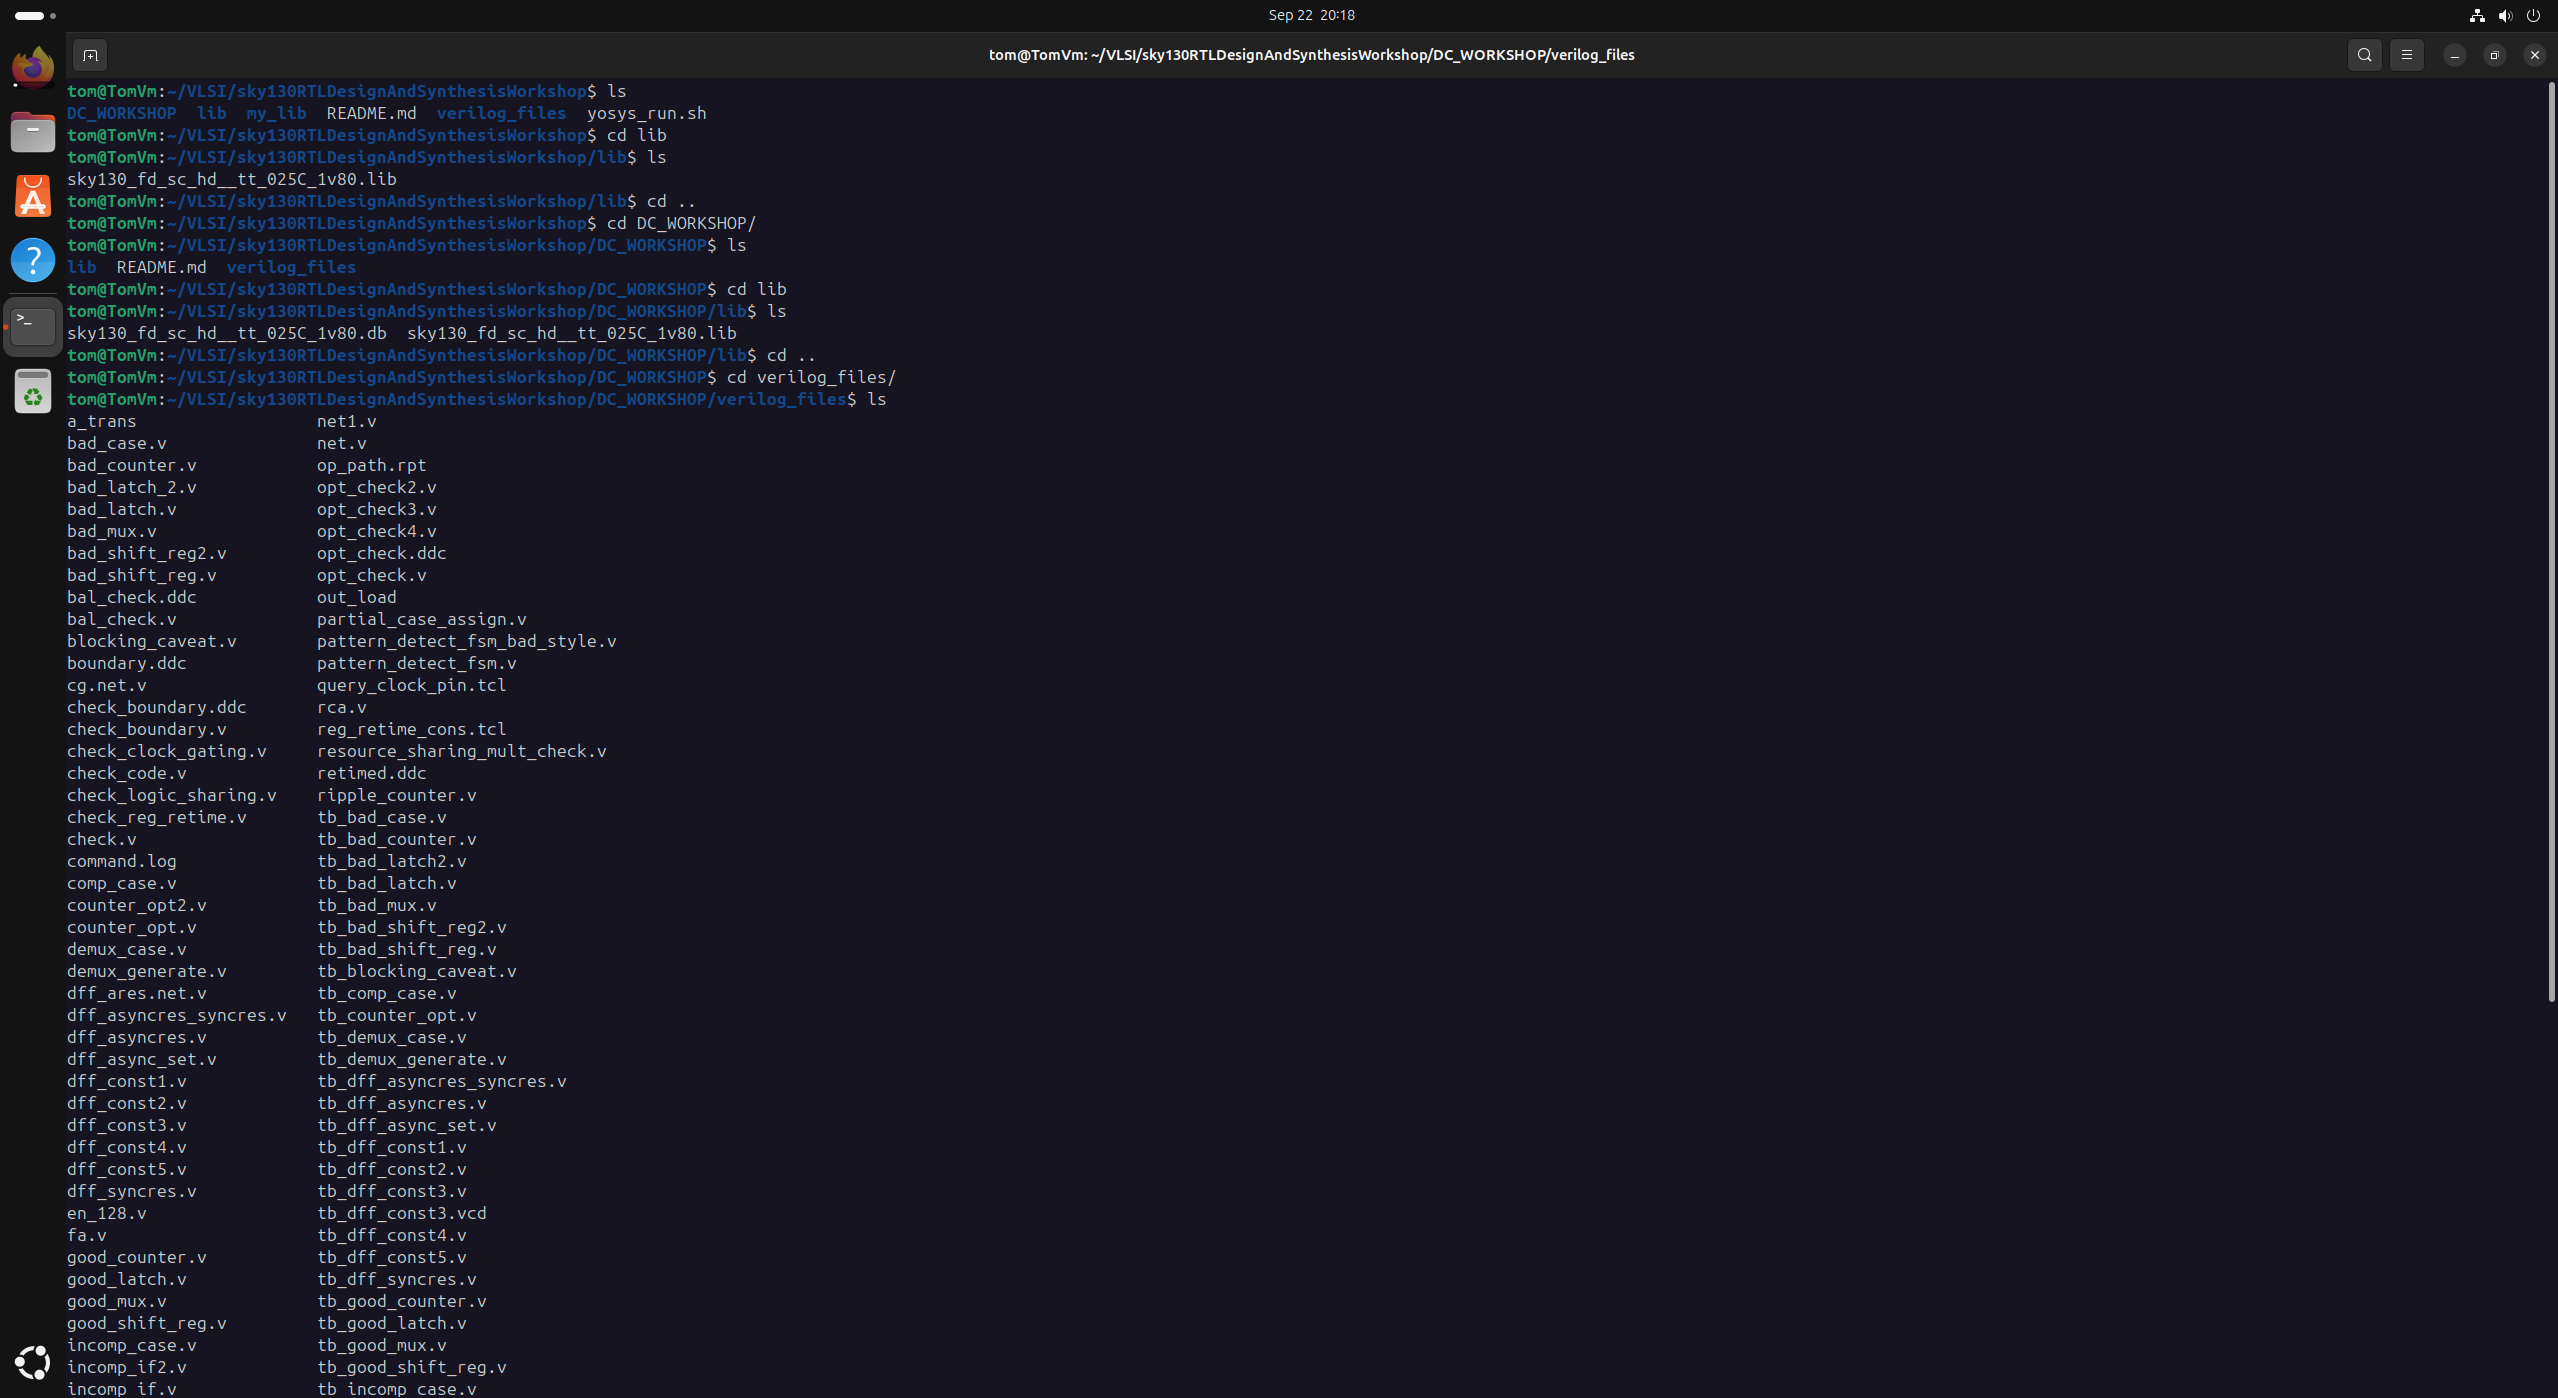 Sep 22 20:18
tom@TomVm: ~/VLSI/sky130RTLDesignAndSynthesisWorkshop/DC_WORKSHOP/verilog_files
tom@TomVm:~/VLSI/sky130RTLDesignAndSynthesisWorkshop$ ls
DC_WORKSHOP lib my_lib README.md verilog_files yosys_run.sh
tom@TomVm:~/VLSI/sky130RTLDesignAndSynthesisWorkshop$ cd lib
tom@TomVm:~/VLSI/sky130RTLDesignAndSynthesisWorkshop/lib$ ls
sky130_fd_sc_hd__tt_025C_1v80.lib
tom@TomVm:~/VLSI/sky130RTLDesignAndSynthesisWorkshop/lib$ cd ..
tom@TomVm:~/VLSI/sky130RTLDesignAndSynthesisWorkshop$ cd DC_WORKSHOP/
tom@TomVm:~/VLSI/sky130RTLDesignAndSynthesisWorkshop/DC_WORKSHOP$ ls
lib README.md verilog_files
tom@TomVm:~/VLSI/sky130RTLDesignAndSynthesisWorkshop/DC_WORKSHOP$ cd lib
tom@TomVm:~/VLSI/sky130RTLDesignAndSynthesisWorkshop/DC_WORKSHOP/lib$ ls
sky130_fd_sc_hd__tt_025C_1v80.db sky130_fd_sc_hd__tt_025C_1v80.lib
tom@TomVm:~/VLSI/sky130RTLDesignAndSynthesisWorkshop/DC_WORKSHOP/lib$ cd ..
tom@TomVm:~/VLSI/sky130RTLDesignAndSynthesisWorkshop/DC_WORKSHOP$ cd verilog_files/
tom@TomVm:~/VLSI/sky130RTLDesignAndSynthesisWorkshop/DC_WORKSHOP/verilog_files$ ls
a_trans net1.v
bad_case.v net.v
bad_counter.v op_path.rpt
bad_latch_2.v opt_check2.v
bad_latch.v opt_check3.v
bad_mux.v opt_check4.v
bad_shift_reg2.v opt_check.ddc
bad_shift_reg.v opt_check.v
bal_check.ddc out_load
bal_check.v partial_case_assign.v
blocking_caveat.v pattern_detect_fsm_bad_style.v
boundary.ddc pattern_detect_fsm.v
cg.net.v query_clock_pin.tcl
check_boundary.ddc rca.v
check_boundary.v reg_retime_cons.tcl
check_clock_gating.v resource_sharing_mult_check.v
check_code.v retimed.ddc
check_logic_sharing.v ripple_counter.v
check_reg_retime.v tb_bad_case.v
check.v tb_bad_counter.v
command.log tb_bad_latch2.v
comp_case.v tb_bad_latch.v
counter_opt2.v tb_bad_mux.v
counter_opt.v tb_bad_shift_reg2.v
demux_case.v tb_bad_shift_reg.v
demux_generate.v tb_blocking_caveat.v
dff_ares.net.v tb_comp_case.v
dff_asyncres_syncres.v tb_counter_opt.v
dff_asyncres.v tb_demux_case.v
dff_async_set.v tb_demux_generate.v
dff_const1.v tb_dff_asyncres_syncres.v
dff_const2.v tb_dff_asyncres.v
dff_const3.v tb_dff_async_set.v
dff_const4.v tb_dff_const1.v
dff_const5.v tb_dff_const2.v
dff_syncres.v tb_dff_const3.v
en_128.v tb_dff_const3.vcd
fa.v tb_dff_const4.v
good_counter.v tb_dff_const5.v
good_latch.v tb_dff_syncres.v
good_mux.v tb_good_counter.v
good_shift_reg.v tb_good_latch.v
incomp_case.v tb_good_mux.v
incomp_if2.v tb_good_shift_reg.v
incomp_if.v tb_incomp_case.v